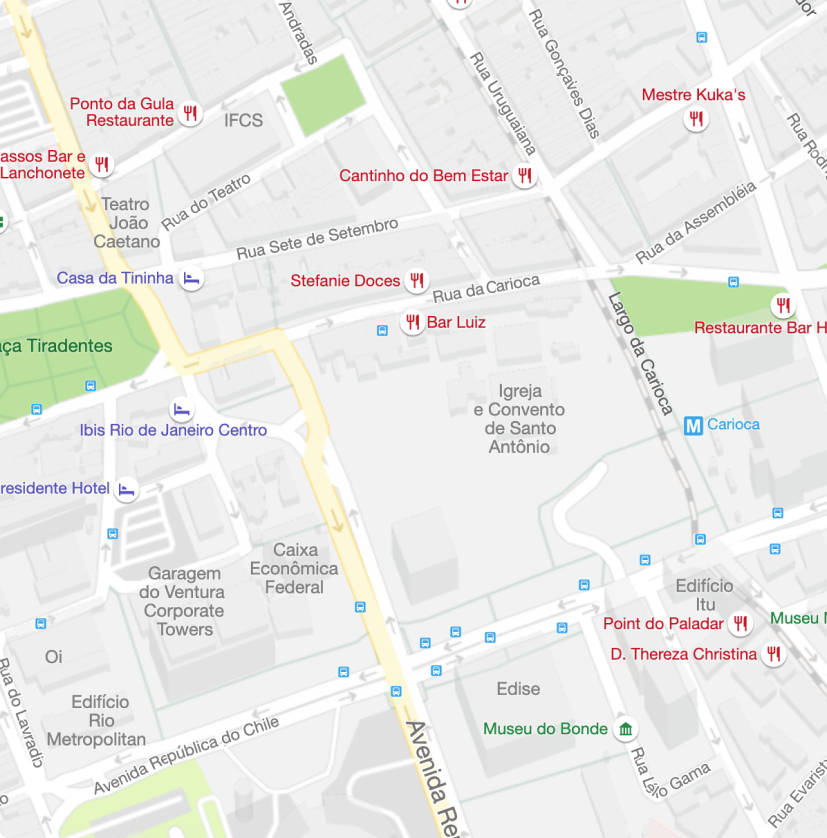 Andradas
Rua Gonçalves Dias
Rua Uruguaiana
Mestre Kuka's
Ponto da Gula
Restaurante
IFCS
assos Bar e
Lanchonete
Cantinho do Bem Estar
Rua do Teatro
Teatro
João
Caetano
Rua da Assembléia
Rua Sete de Setembro
Casa da Tininha
Stefanie Doces
Rua da Carioca
Bar Luiz
Restaurante Bar H
aça Tiradentes
Largo da Carioca
Igreja
e Convento
de Santo
Antônio
M Carioca
Ibis Rio de Janeiro Centro
residente Hotel
Caixa
Econômica
Federal
Garagem
do Ventura
Corporate
Towers
Edifício
Itu
Point do Paladar
Museu
D. Thereza Christina
Oi
Rua do Lavradio
Edise
Edifício
Rio
Metropolitan
Museu do Bonde
Avenida República do Chile
Avenida Re
Gama
Rua Evarist